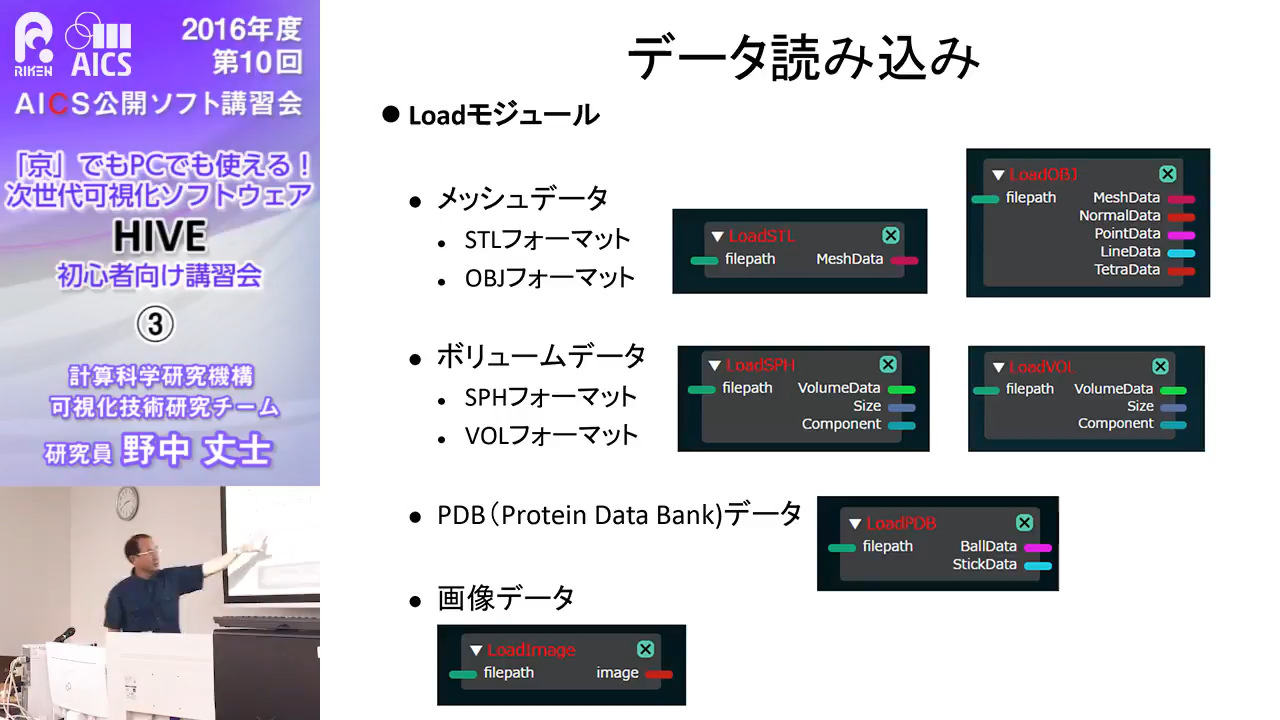 RIKEN
AICS
2016年度
第10回
AICS公開ソフト講習会
「京」でもPCでも使える！
次世代可視化ソフトウェア
HIVE
初心者向け講習会
③
計算科学研究機構
可視化技術研究チーム
研究員 野中 丈士
データ読み込み
● Loadモジュール
• メッシュデータ
• STLフォーマット
• OBJフォーマット
LoadSTL
filepath MeshData
LoadOBJ
filepath MeshData
NormalData
PointData
LineData
TetraData
• ボリュームデータ
• SPHフォーマット
• VOLフォーマット
LoadSPH
filepath VolumeData
Size
Component
LoadVOL
filepath VolumeData
Size
Component
• PDB（Protein Data Bank)データ
LoadPDB
filepath BallData
StickData
• 画像データ
LoadImage
filepath image